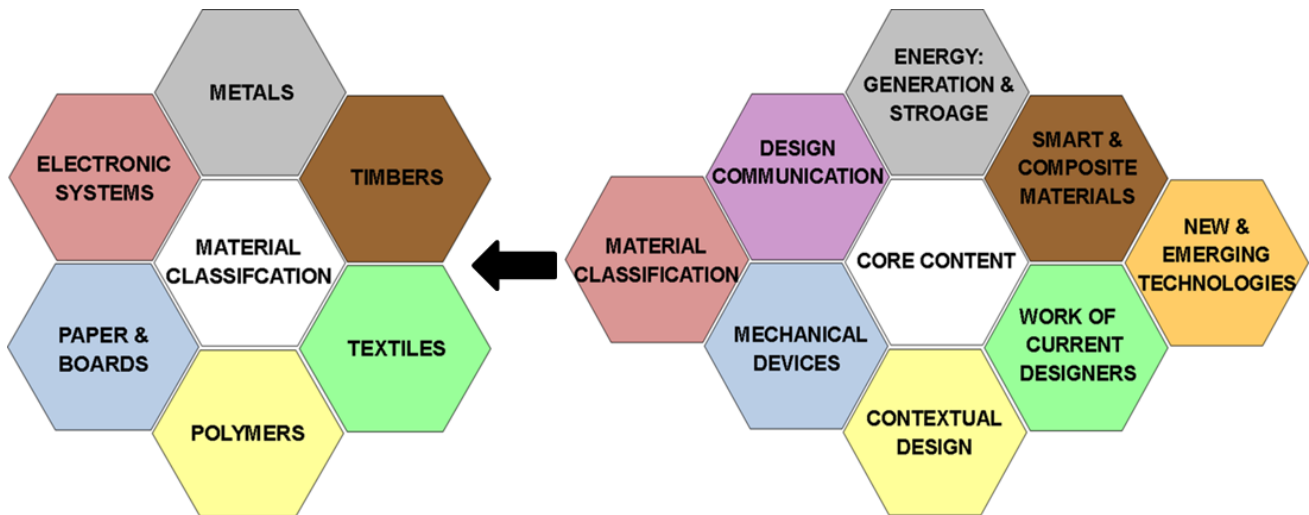 METALS
ELECTRONIC
SYSTEMS
TIMBERS
MATERIAL
CLASSIFCATION
PAPER &
BOARDS
TEXTILES
POLYMERS
ENERGY:
GENERATION &
STROAGE
DESIGN
COMMUNICATION
SMART &
COMPOSITE
MATERIALS
MATERIAL
CLASSIFICATION
CORE CONTENT
NEW &
EMERGING
TECHNOLOGIES
MECHANICAL
DEVICES
WORK OF
CURRENT
DESIGNERS
CONTEXTUAL
DESIGN